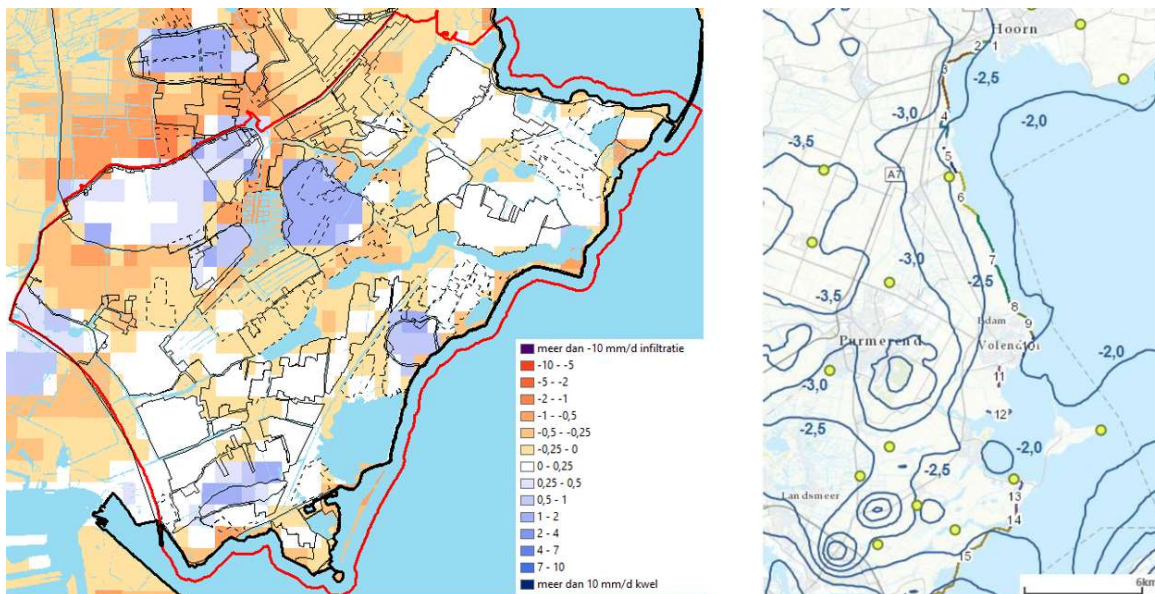 meer dan -10 mm/d infiltratie
-10 - -5
-5 - -2
-2 - -1
-1 - -0,5
-0,5 - -0,25
-0,25 - 0
0 - 0,25
0,25 - 0,5
0,5 - 1
1 - 2
2 - 4
4 - 7
7 - 10
meer dan 10 mm/d kwel
Hoorn
2 1
3
-2,5
-3,0
4
-2,0
-3,5
5
A7
6
7
-3,0
-2,5
-3,5
8
Edam
9
Purmerend
-2,0
11
-3,0
12
-2,5
-2,0
-2,5
Landsmeer
13
14
15
6km